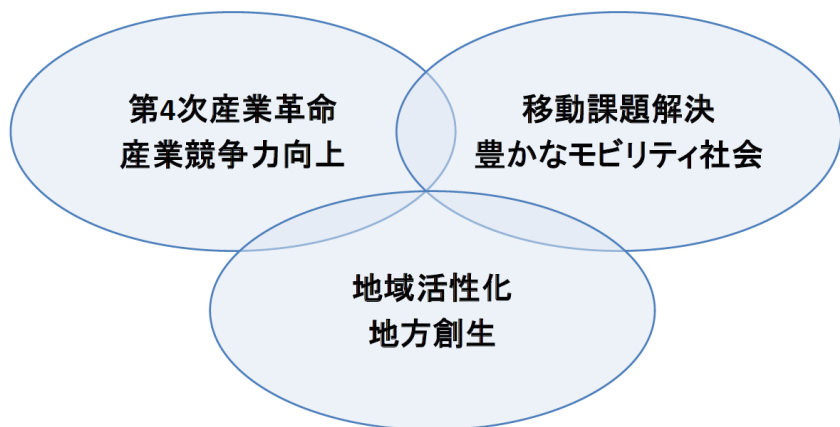 第4次産業革命
産業競争力向上
移動課題解決
豊かなモビリティ社会
地域活性化
地方創生